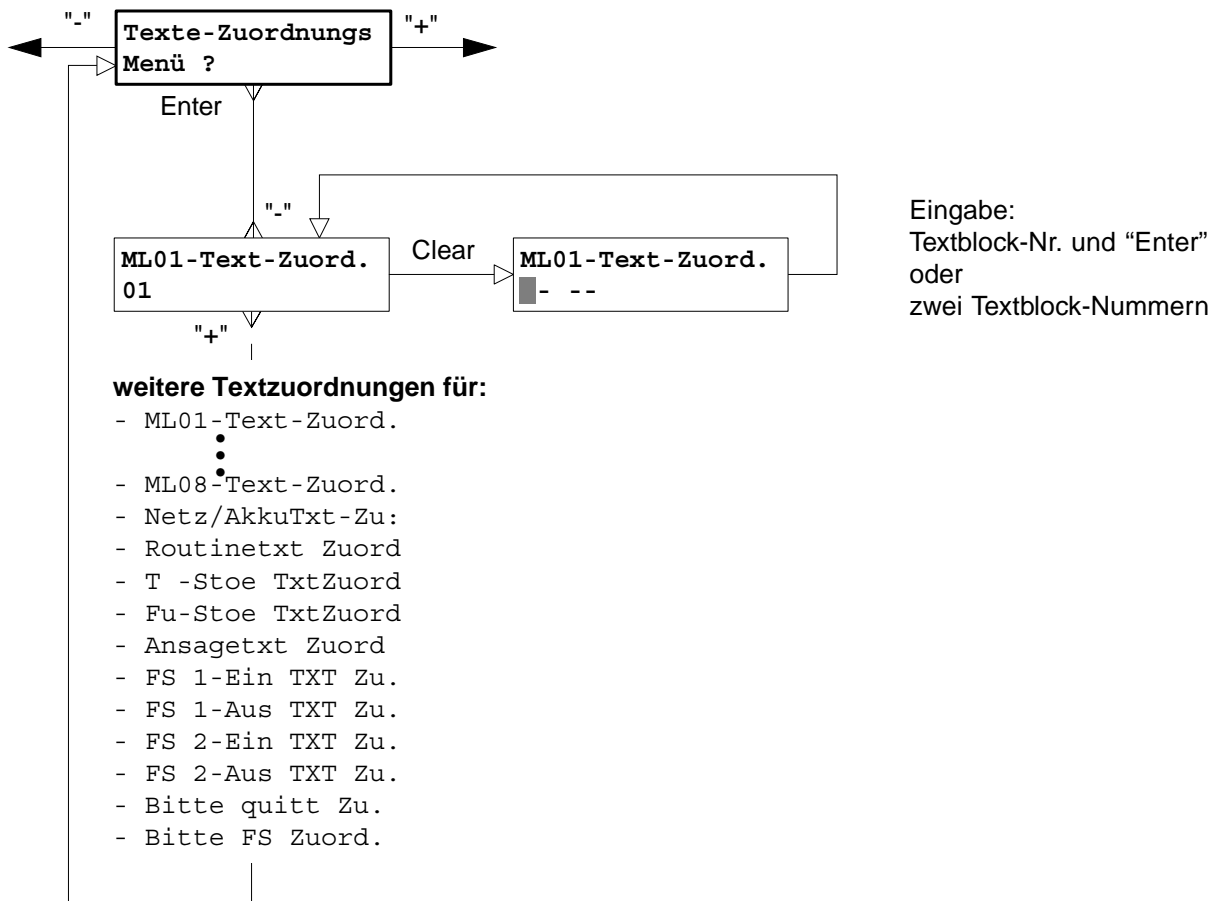 "-"
Texte-Zuordnungs
Menü ?
"+"
Enter
"-"
ML01-Text-Zuord.
01
Clear
ML01-Text-Zuord.
- --
Eingabe:
Textblock-Nr. und “Enter”
oder
zwei Textblock-Nummern
"+"
weitere Textzuordnungen für:
- ML01-Text-Zuord.
- ML08-Text-Zuord.
- Netz/AkkuTxt-Zu:
- Routinetxt Zuord
- T -Stoe TxtZuord
- Fu-Stoe TxtZuord
- Ansagetxt Zuord
- FS 1-Ein TXT Zu.
- FS 1-Aus TXT Zu.
- FS 2-Ein TXT Zu.
- FS 2-Aus TXT Zu.
- Bitte quitt Zu.
- Bitte FS Zuord.